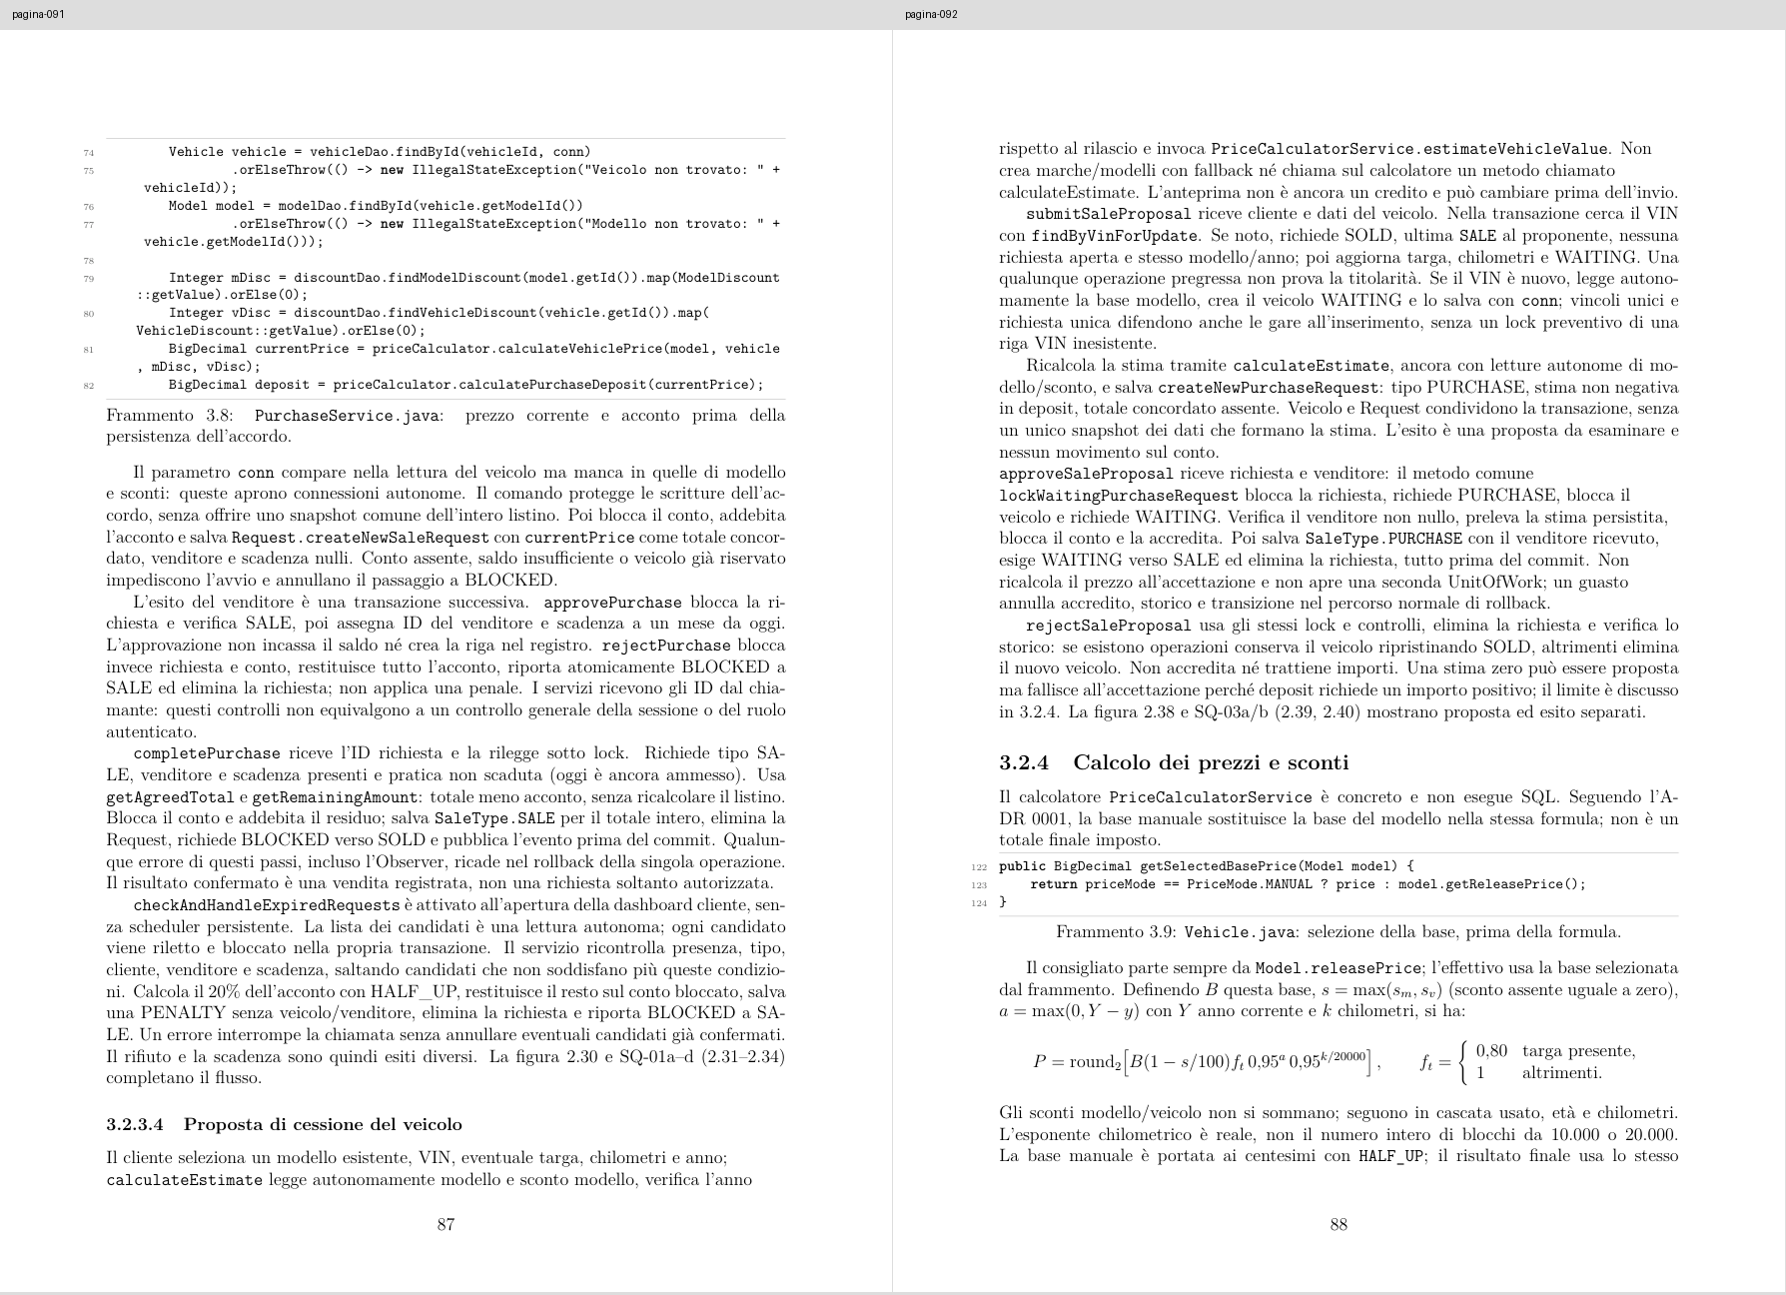 pagina-091
74 Vehicle vehicle = vehicleDao.findById(vehicleId, conn)
75 .orElseThrow(() -> new IllegalStateException("Veicolo non trovato: " +
vehicleId));
76 Model model = modelDao.findById(vehicle.getModelId())
77 .orElseThrow(() -> new IllegalStateException("Modello non trovato: " +
vehicle.getModelId()));
78
79 Integer mDisc = discountDao.findModelDiscount(model.getId()).map(ModelDiscount
::getValue).orElse(0);
80 Integer vDisc = discountDao.findVehicleDiscount(vehicle.getId()).map(
VehicleDiscount::getValue).orElse(0);
81 BigDecimal currentPrice = priceCalculator.calculateVehiclePrice(model, vehicle
, mDisc, vDisc);
82 BigDecimal deposit = priceCalculator.calculatePurchaseDeposit(currentPrice);
Frammento 3.8: PurchaseService.java: prezzo corrente e acconto prima della
persistenza dell'accordo.
Il parametro conn compare nella lettura del veicolo ma manca in quelle di modello
e sconti: queste aprono connessioni autonome. Il comando protegge le scritture dell'ac-
cordo, senza offrire uno snapshot comune dell'intero listino. Poi blocca il conto, addebita
l'acconto e salva Request.createNewSaleRequest con currentPrice come totale concor-
dato, venditore e scadenza nulli. Conto assente, saldo insufficiente o veicolo già riservato
impediscono l'avvio e annullano il passaggio a BLOCKED.
L'esito del venditore è una transazione successiva. approvePurchase blocca la ri-
chiesta e verifica SALE, poi assegna ID del venditore e scadenza a un mese da oggi.
L'approvazione non incassa il saldo né crea la riga nel registro. rejectPurchase blocca
invece richiesta e conto, restituisce tutto l'acconto, riporta atomicamente BLOCKED a
SALE ed elimina la richiesta; non applica una penale. I servizi ricevono gli ID dal chia-
mante: questi controlli non equivalgono a un controllo generale della sessione o del ruolo
autenticato.
completePurchase riceve l'ID richiesta e la rilegge sotto lock. Richiede tipo SA-
LE, venditore e scadenza presenti e pratica non scaduta (oggi è ancora ammesso). Usa
getAgreedTotal e getRemainingAmount: totale meno acconto, senza ricalcolare il listino.
Blocca il conto e addebita il residuo; salva SaleType.SALE per il totale intero, elimina la
Request, richiede BLOCKED verso SOLD e pubblica l'evento prima del commit. Qualun-
que errore di questi passi, incluso l'Observer, ricade nel rollback della singola operazione.
Il risultato confermato è una vendita registrata, non una richiesta soltanto autorizzata.
checkAndHandleExpiredRequests è attivato all'apertura della dashboard cliente, sen-
za scheduler persistente. La lista dei candidati è una lettura autonoma; ogni candidato
viene riletto e bloccato nella propria transazione. Il servizio ricontrolla presenza, tipo,
cliente, venditore e scadenza, saltando candidati che non soddisfano più queste condizio-
ni. Calcola il 20% dell'acconto con HALF_UP, restituisce il resto sul conto bloccato, salva
una PENALTY senza veicolo/venditore, elimina la richiesta e riporta BLOCKED a SA-
LE. Un errore interrompe la chiamata senza annullare eventuali candidati già confermati.
Il rifiuto e la scadenza sono quindi esiti diversi. La figura 2.30 e SQ-01a–d (2.31–2.34)
completano il flusso.
3.2.3.4 Proposta di cessione del veicolo
Il cliente seleziona un modello esistente, VIN, eventuale targa, chilometri e anno;
calculateEstimate legge autonomamente modello e sconto modello, verifica l'anno
87
pagina-092
rispetto al rilascio e invoca PriceCalculatorService.estimateVehicleValue. Non
crea marche/modelli con fallback né chiama sul calcolatore un metodo chiamato
calculateEstimate. L'anteprima non è ancora un credito e può cambiare prima dell'invio.
submitSaleProposal riceve cliente e dati del veicolo. Nella transazione cerca il VIN
con findByVinForUpdate. Se noto, richiede SOLD, ultima SALE al proponente, nessuna
richiesta aperta e stesso modello/anno; poi aggiorna targa, chilometri e WAITING. Una
qualunque operazione pregressa non prova la titolarità. Se il VIN è nuovo, legge autono-
mamente la base modello, crea il veicolo WAITING e lo salva con conn; vincoli unici e
richiesta unica difendono anche le gare all'inserimento, senza un lock preventivo di una
riga VIN inesistente.
Ricalcola la stima tramite calculateEstimate, ancora con letture autonome di mo-
dello/sconto, e salva createNewPurchaseRequest: tipo PURCHASE, stima non negativa
in deposit, totale concordato assente. Veicolo e Request condividono la transazione, senza
un unico snapshot dei dati che formano la stima. L'esito è una proposta da esaminare e
nessun movimento sul conto.
approveSaleProposal riceve richiesta e venditore: il metodo comune
lockWaitingPurchaseRequest blocca la richiesta, richiede PURCHASE, blocca il
veicolo e richiede WAITING. Verifica il venditore non nullo, preleva la stima persistita,
blocca il conto e la accredita. Poi salva SaleType.PURCHASE con il venditore ricevuto,
esige WAITING verso SALE ed elimina la richiesta, tutto prima del commit. Non
ricalcola il prezzo all'accettazione e non apre una seconda UnitOfWork; un guasto
annulla accredito, storico e transizione nel percorso normale di rollback.
rejectSaleProposal usa gli stessi lock e controlli, elimina la richiesta e verifica lo
storico: se esistono operazioni conserva il veicolo ripristinando SOLD, altrimenti elimina
il nuovo veicolo. Non accredita né trattiene importi. Una stima zero può essere proposta
ma fallisce all'accettazione perché deposit richiede un importo positivo; il limite è discusso
in 3.2.4. La figura 2.38 e SQ-03a/b (2.39, 2.40) mostrano proposta ed esito separati.
3.2.4 Calcolo dei prezzi e sconti
Il calcolatore PriceCalculatorService è concreto e non esegue SQL. Seguendo l'A-
DR 0001, la base manuale sostituisce la base del modello nella stessa formula; non è un
totale finale imposto.
122 public BigDecimal getSelectedBasePrice(Model model) {
123 return priceMode == PriceMode.MANUAL ? price : model.getReleasePrice();
124 }
Frammento 3.9: Vehicle.java: selezione della base, prima della formula.
Il consigliato parte sempre da Model.releasePrice; l'effettivo usa la base selezionata
dal frammento. Definendo B questa base, s = max(s_m, s_v) (sconto assente uguale a zero),
a = max(0, Y − y) con Y anno corrente e k chilometri, si ha:
P = round_2[B(1 − s/100) f_t 0,95^a 0,95^{k/20000}], f_t = { 0,80 targa presente,
1 altrimenti.
Gli sconti modello/veicolo non si sommano; seguono in cascata usato, età e chilometri.
L'esponente chilometrico è reale, non il numero intero di blocchi da 10.000 o 20.000.
La base manuale è portata ai centesimi con HALF_UP; il risultato finale usa lo stesso
88